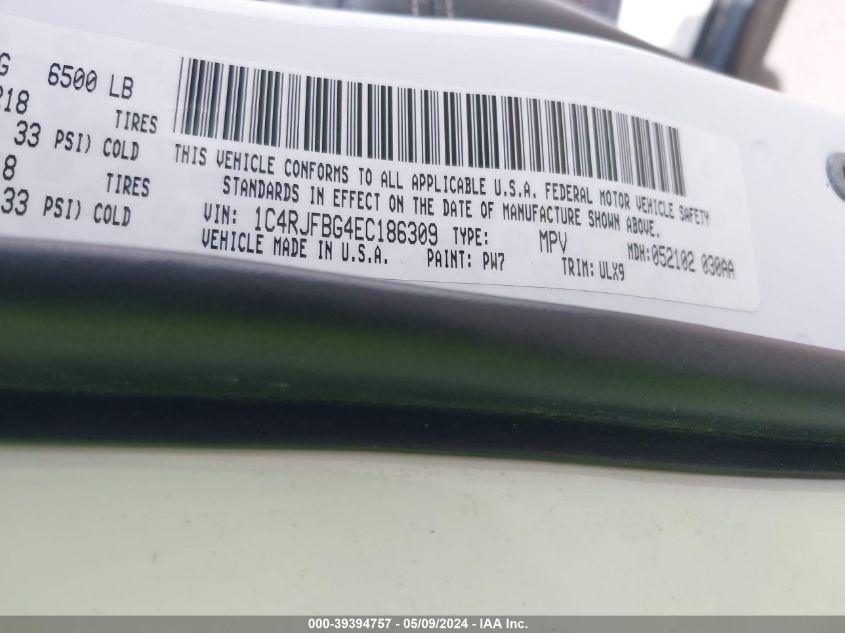 G 6500 LB
R18 TIRES
33 PSI) COLD
8 TIRES
33 PSI) COLD
THIS VEHICLE CONFORMS TO ALL APPLICABLE U.S.A. FEDERAL MOTOR VEHICLE SAFETY
STANDARDS IN EFFECT ON THE DATE OF MANUFACTURE SHOWN ABOVE.
VIN: 1C4RJFBG4EC186309 TYPE: MPV MDH:052102 030AA
VEHICLE MADE IN U.S.A. PAINT: PW7 TRIM: ULX9
000-39394757 - 05/09/2024 - IAA Inc.